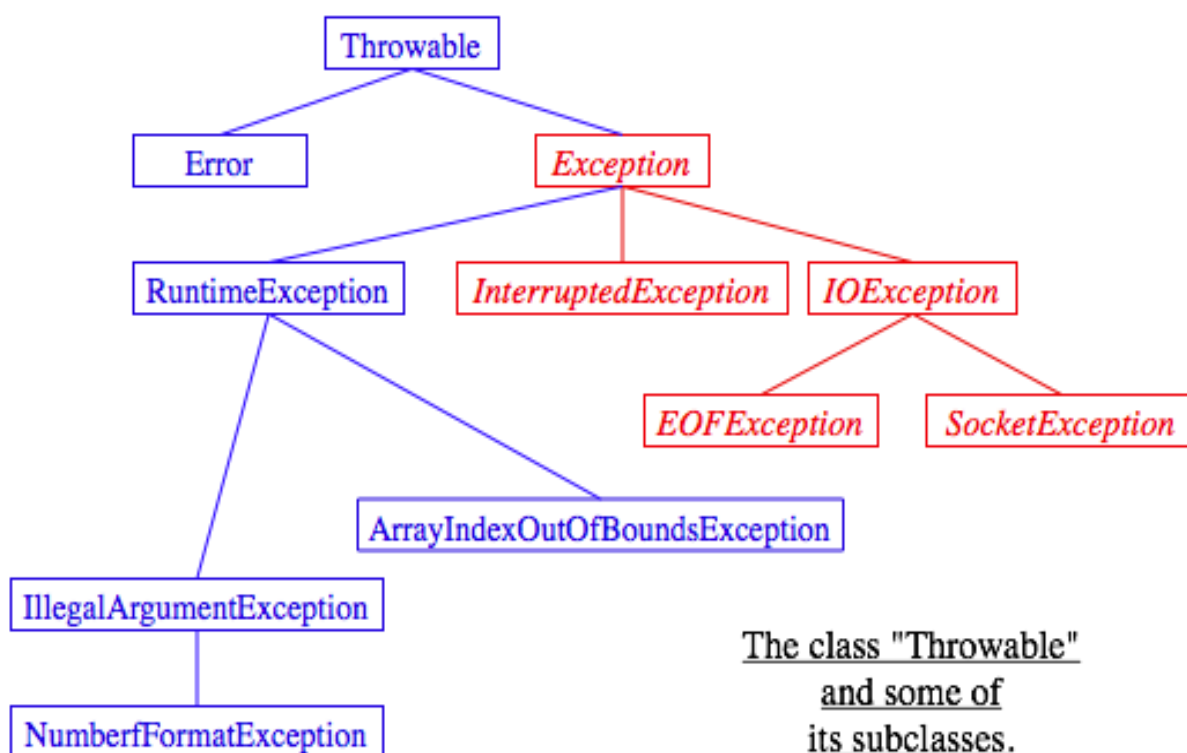 Throwable
Error
Exception
RuntimeException
InterruptedException
IOException
EOFException
SocketException
ArrayIndexOutOfBoundsException
IllegalArgumentException
NumberfFormatException
The class "Throwable"
and some of
its subclasses.